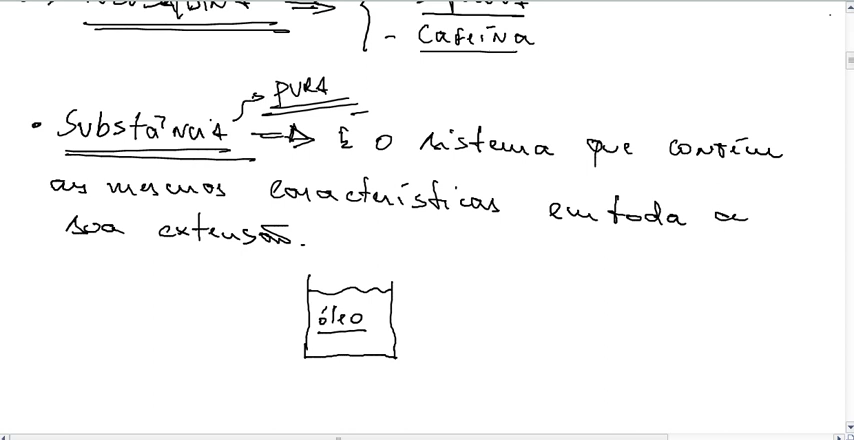 - Cafeína
pura
• Substância ⇒ É o sistema que contém
as mesmas características em toda a
sua extensão.
óleo